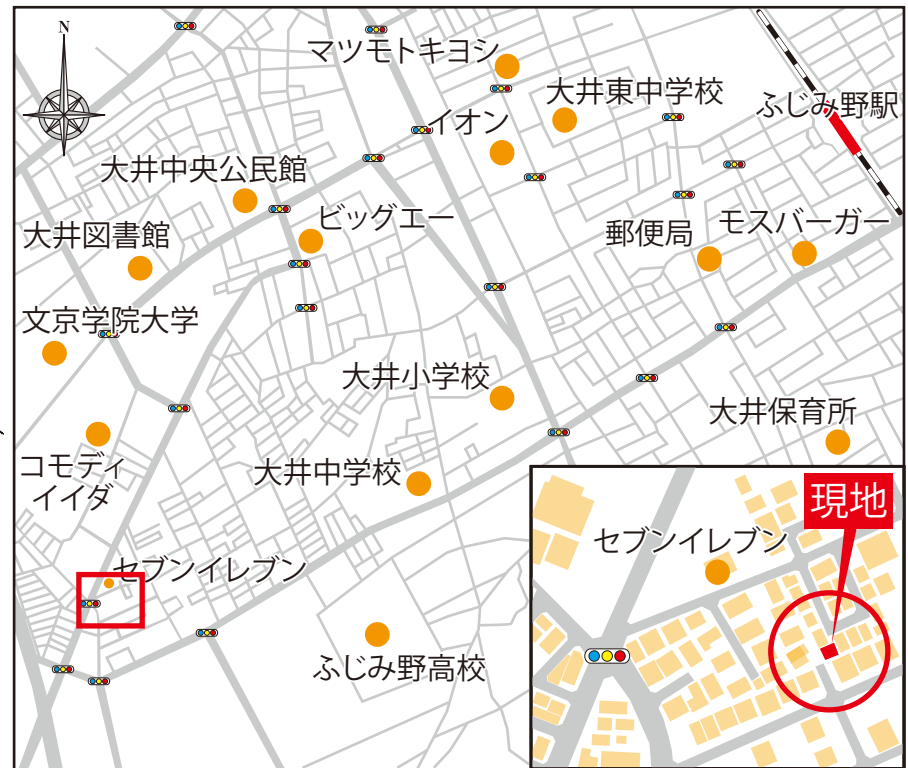 N
マツモトキヨシ
大井東中学校
ふじみ野駅
イオン
大井中央公民館
ビッグエー
大井図書館
郵便局
モスバーガー
文京学院大学
大井小学校
大井保育所
コモディ
イイダ
大井中学校
セブンイレブン
ふじみ野高校
現地
セブンイレブン